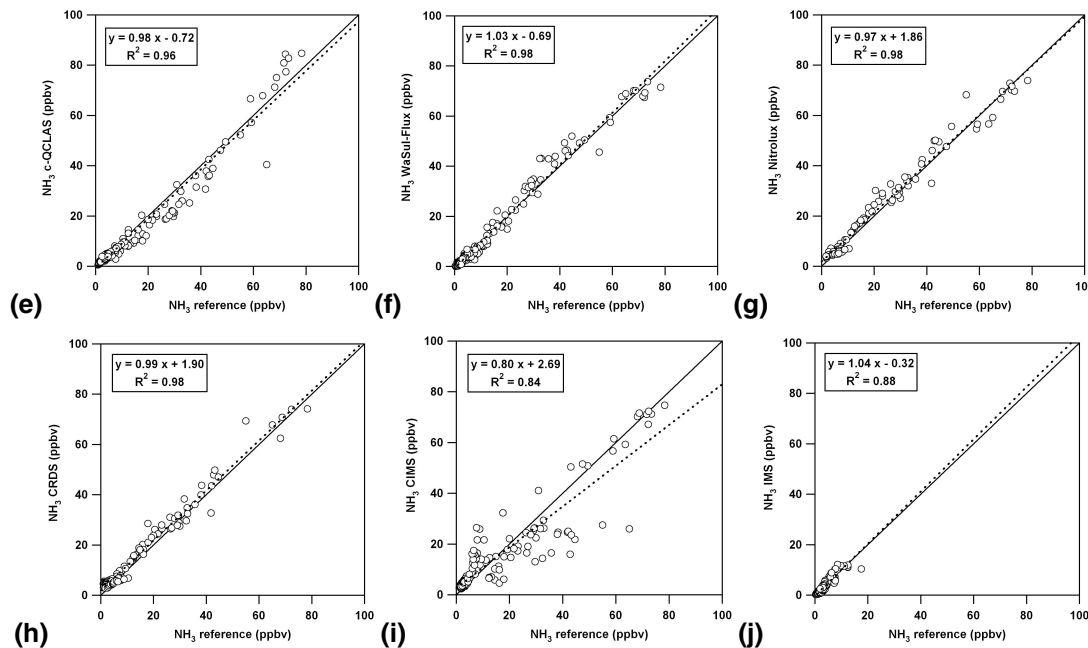 y = 0.98 x - 0.72
R² = 0.96
100
80
60
40
20
0
NH₃ c-QCLAS (ppbv)
0 20 40 60 80 100
NH₃ reference (ppbv)
(e)
y = 1.03 x - 0.69
R² = 0.98
100
80
60
40
20
0
NH₃ WaSul-Flux (ppbv)
0 20 40 60 80 100
NH₃ reference (ppbv)
(f)
y = 0.97 x + 1.86
R² = 0.98
100
80
60
40
20
0
NH₃ Nitrolux (ppbv)
0 20 40 60 80 10
NH₃ reference (ppbv)
(g)
y = 0.99 x + 1.90
R² = 0.98
100
80
60
40
20
0
NH₃ CRDS (ppbv)
0 20 40 60 80 100
NH₃ reference (ppbv)
(h)
y = 0.80 x + 2.69
R² = 0.84
100
80
60
40
20
0
NH₃ CIMS (ppbv)
0 20 40 60 80 100
NH₃ reference (ppbv)
(i)
y = 1.04 x - 0.32
R² = 0.88
100
80
60
40
20
0
NH₃ IMS (ppbv)
0 20 40 60 80 100
NH₃ reference (ppbv)
(j)